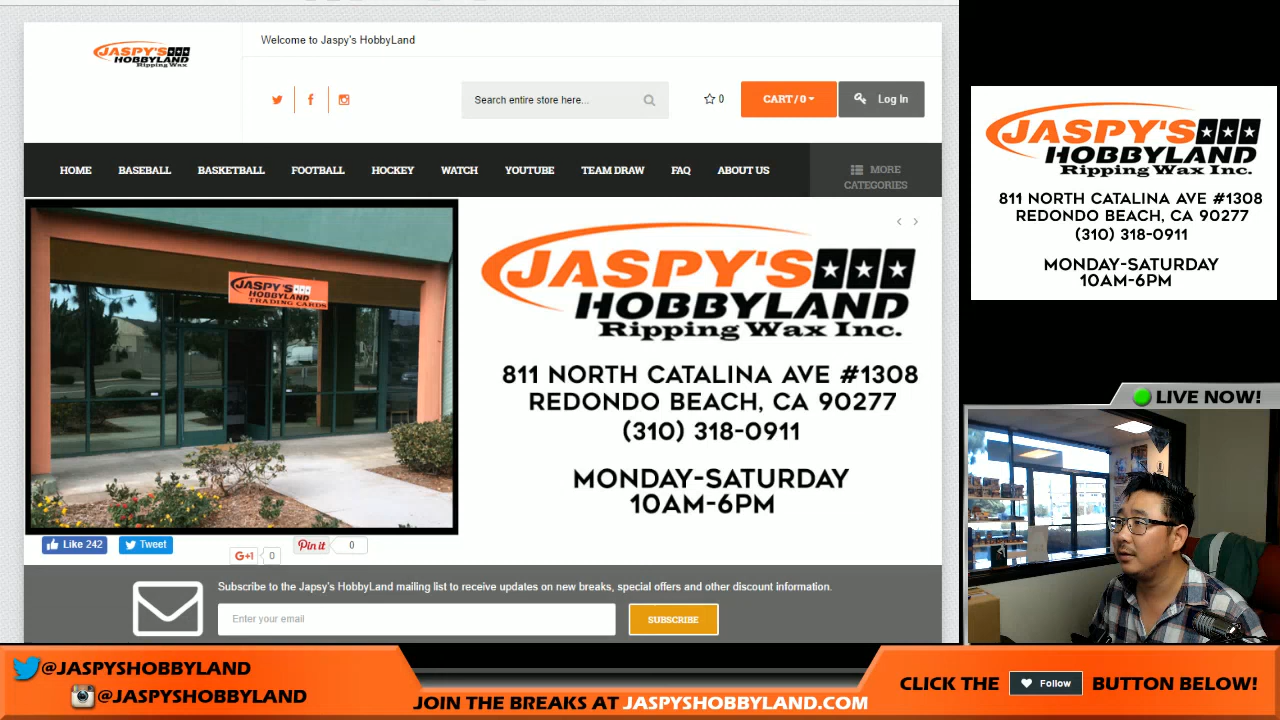 JASPY'S
HOBBYLAND
Ripping Wax
Welcome to Jaspy's HobbyLand
Search entire store here...
0
CART / 0
Log In
HOME BASEBALL BASKETBALL FOOTBALL HOCKEY WATCH YOUTUBE TEAM DRAW FAQ ABOUT US
MORE
CATEGORIES
JASPY'S
HOBBYLAND
TRADING CARDS
JASPY'S
HOBBYLAND
Ripping Wax Inc.
811 NORTH CATALINA AVE #1308
REDONDO BEACH, CA 90277
(310) 318-0911
MONDAY-SATURDAY
10AM-6PM
Like 242
Tweet
G+1 0
Pin it 0
Subscribe to the Japsy's HobbyLand mailing list to receive updates on new breaks, special offers and other discount information.
Enter your email
SUBSCRIBE
JASPY'S
HOBBYLAND
Ripping Wax Inc.
811 NORTH CATALINA AVE #1308
REDONDO BEACH, CA 90277
(310) 318-0911
MONDAY-SATURDAY
10AM-6PM
LIVE NOW!
@JASPYSHOBBYLAND
@JASPYSHOBBYLAND
JOIN THE BREAKS AT JASPYSHOBBYLAND.COM
CLICK THE Follow BUTTON BELOW!